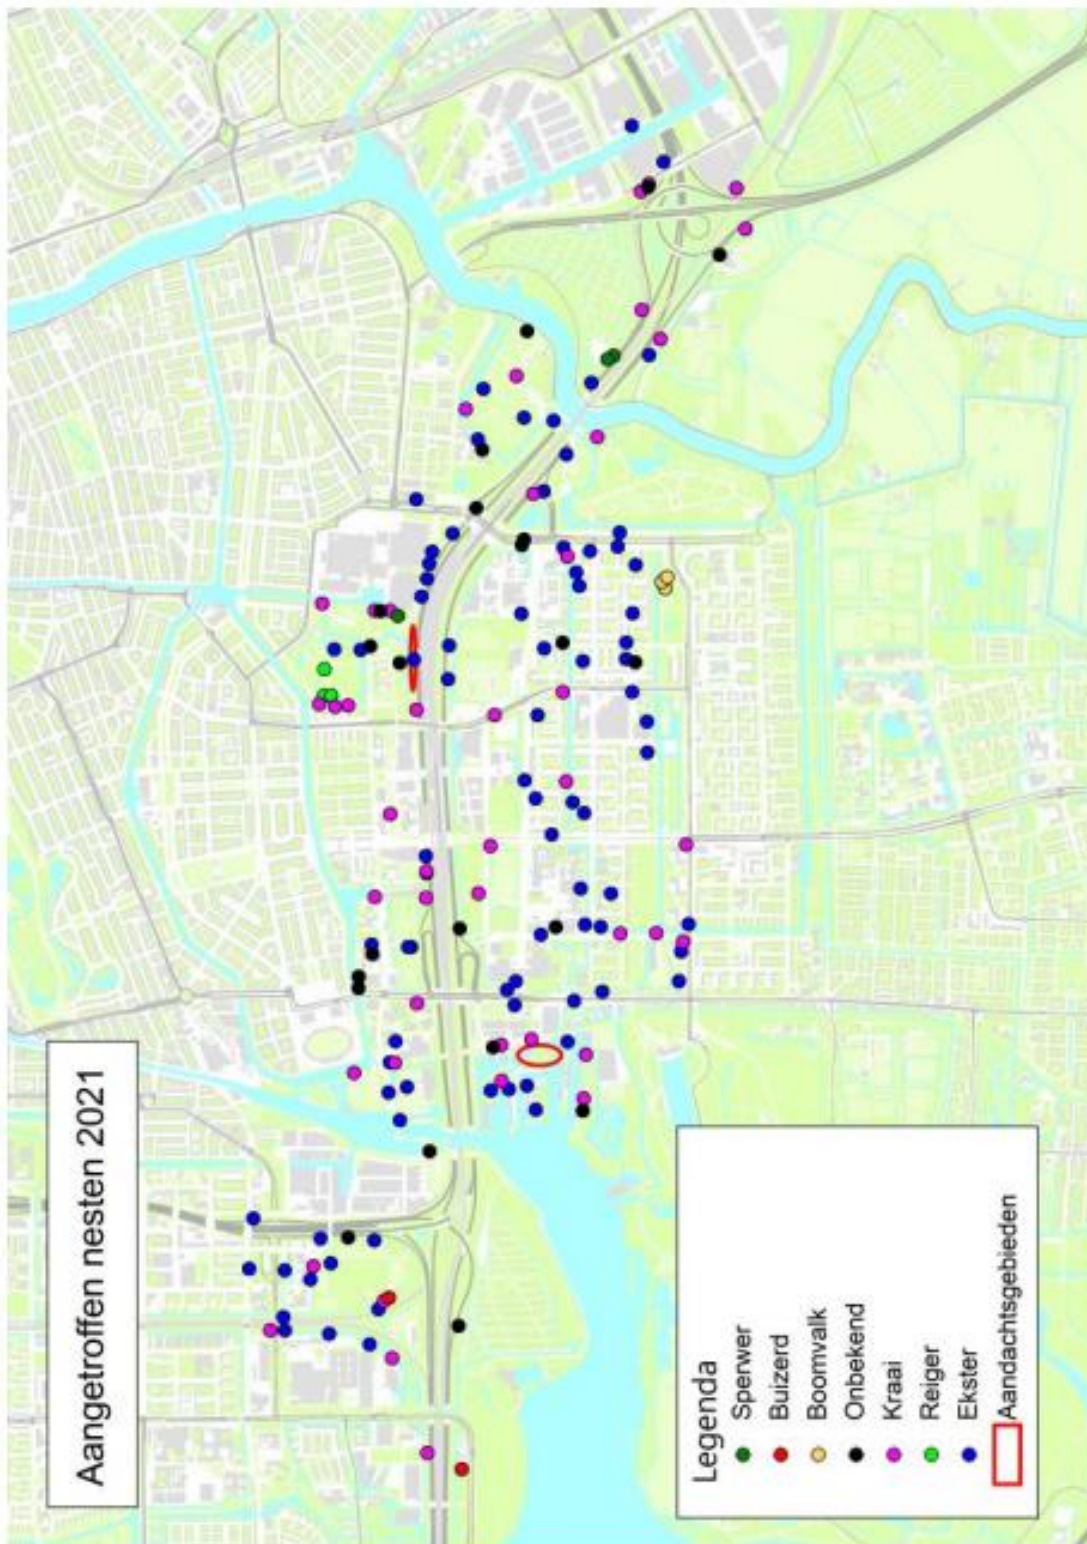 Aangetroffen nesten 2021
Legenda
Sperwer
Buizerd
Boomvalk
Onbekend
Kraai
Reiger
Ekster
Aandachtsgebieden